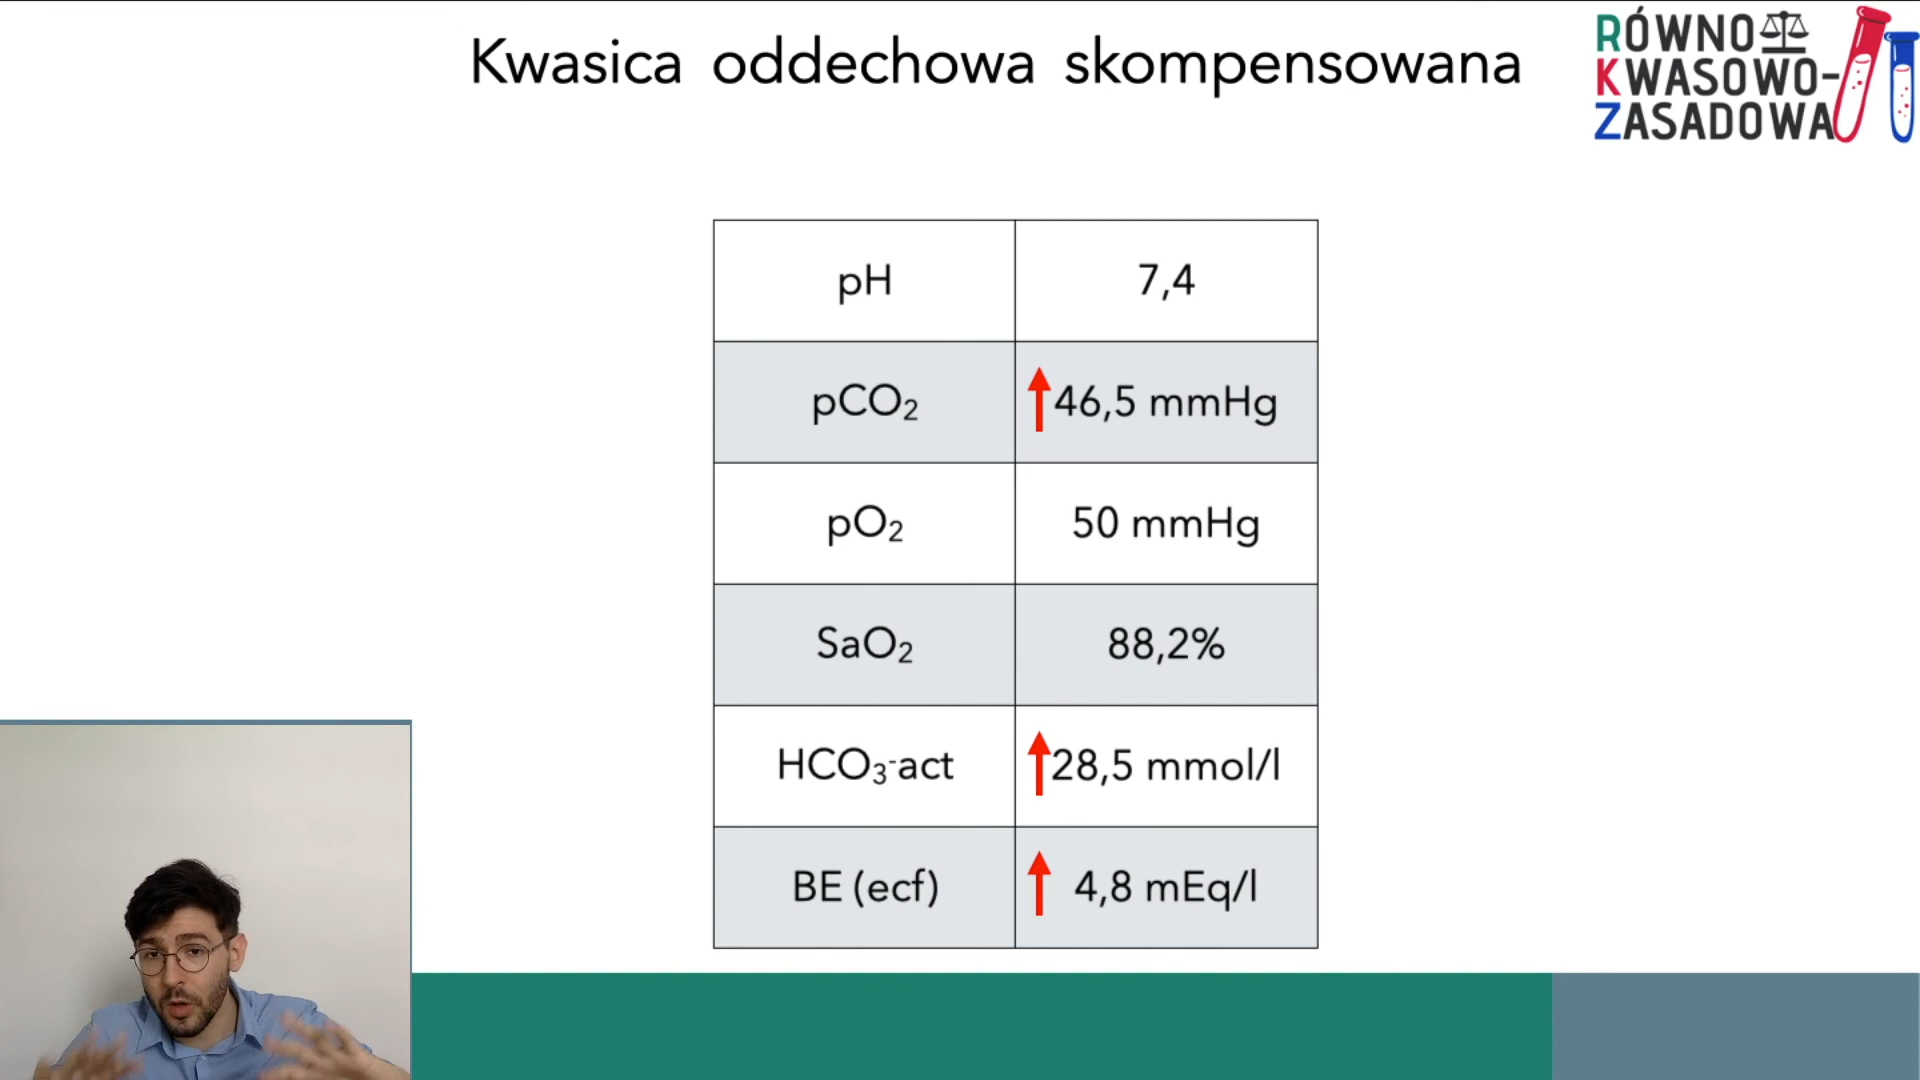 Kwasica oddechowa skompensowana
RÓWNO
KWASOWO-
ZASADOWA
pH 7,4
pCO₂ 46,5 mmHg
pO₂ 50 mmHg
SaO₂ 88,2%
HCO₃⁻act 28,5 mmol/l
BE (ecf) 4,8 mEq/l